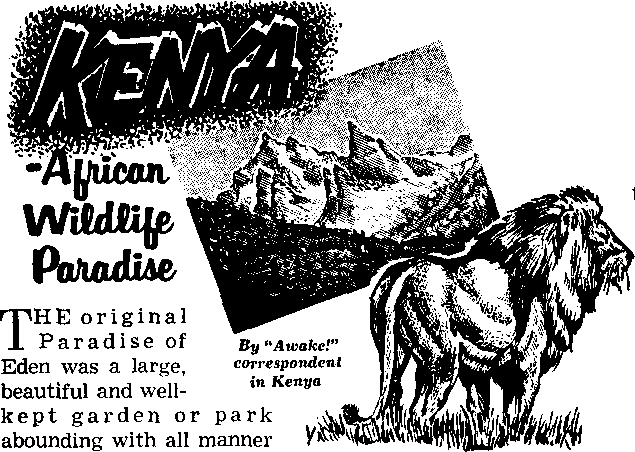 KENYA
-African
Wildlife
Paradise
By "Awake!"
correspondent
in Kenya
THE original
Paradise of
Eden was a large,
beautiful and well-
kept garden or park
abounding with all manner